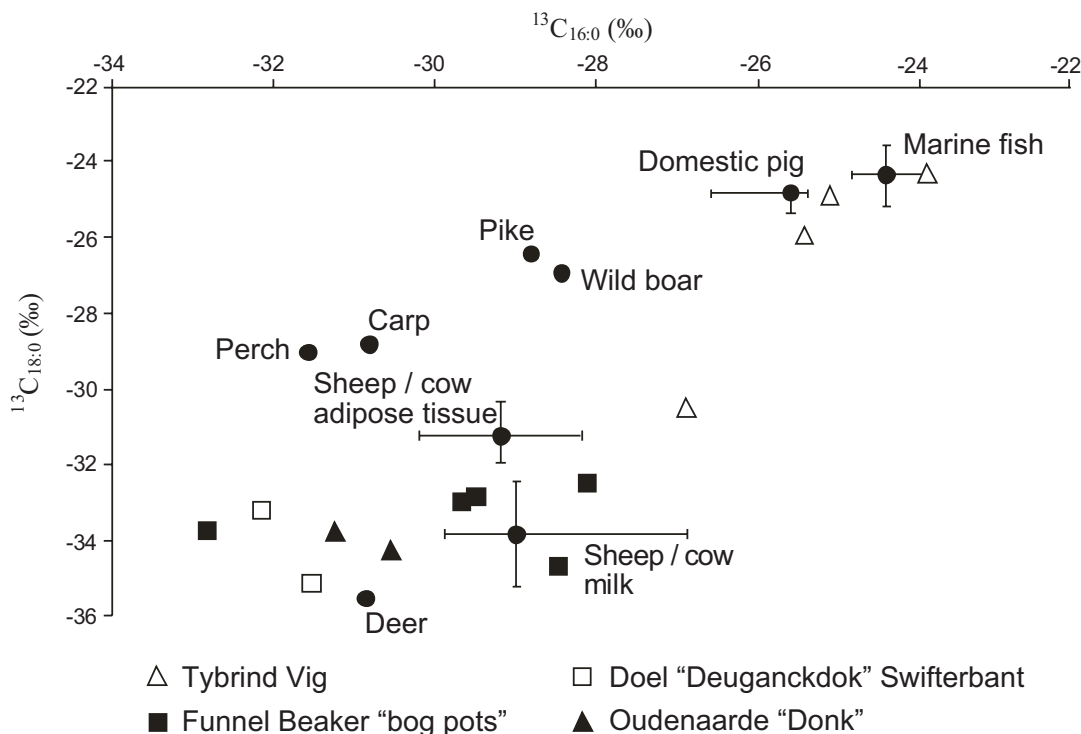 ¹³C₁₆:₀ (‰)
-34 -32 -30 -28 -26 -24 -22
-22
-24
-26
-28
-30
-32
-34
-36
¹³C₁₈:₀ (‰)
Marine fish
Domestic pig
Pike
Wild boar
Carp
Perch
Sheep / cow
adipose tissue
Sheep / cow
milk
Deer
Tybrind Vig
Doel “Deuganckdok” Swifterbant
Funnel Beaker “bog pots”
Oudenaarde “Donk”